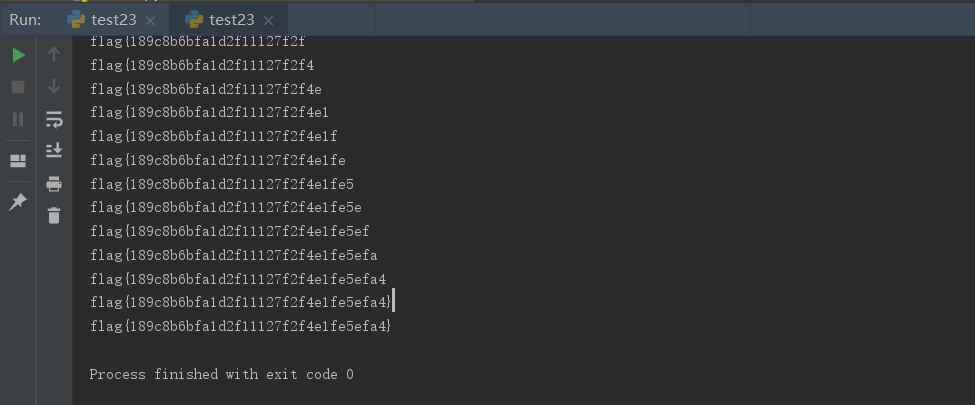 Run: test23 × test23 ×
flag{189c8b6bfa1d2f11127f2f
flag{189c8b6bfa1d2f11127f2f4
flag{189c8b6bfa1d2f11127f2f4e
flag{189c8b6bfa1d2f11127f2f4e1
flag{189c8b6bfa1d2f11127f2f4e1f
flag{189c8b6bfa1d2f11127f2f4e1fe
flag{189c8b6bfa1d2f11127f2f4e1fe5
flag{189c8b6bfa1d2f11127f2f4e1fe5e
flag{189c8b6bfa1d2f11127f2f4e1fe5ef
flag{189c8b6bfa1d2f11127f2f4e1fe5efa
flag{189c8b6bfa1d2f11127f2f4e1fe5efa4
flag{189c8b6bfa1d2f11127f2f4e1fe5efa4}
flag{189c8b6bfa1d2f11127f2f4e1fe5efa4}
Process finished with exit code 0